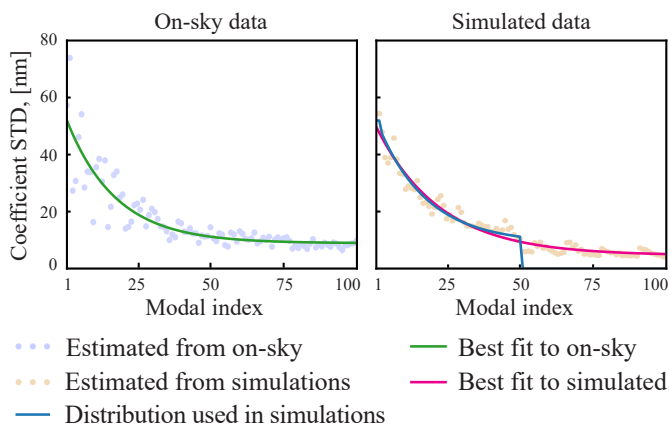 On-sky data
Simulated data
Coefficient STD, [nm]
80
60
40
20
0
1 25 50 75 100
1 25 50 75 100
Modal index
Modal index
Estimated from on-sky
Best fit to on-sky
Estimated from simulations
Best fit to simulated
Distribution used in simulations